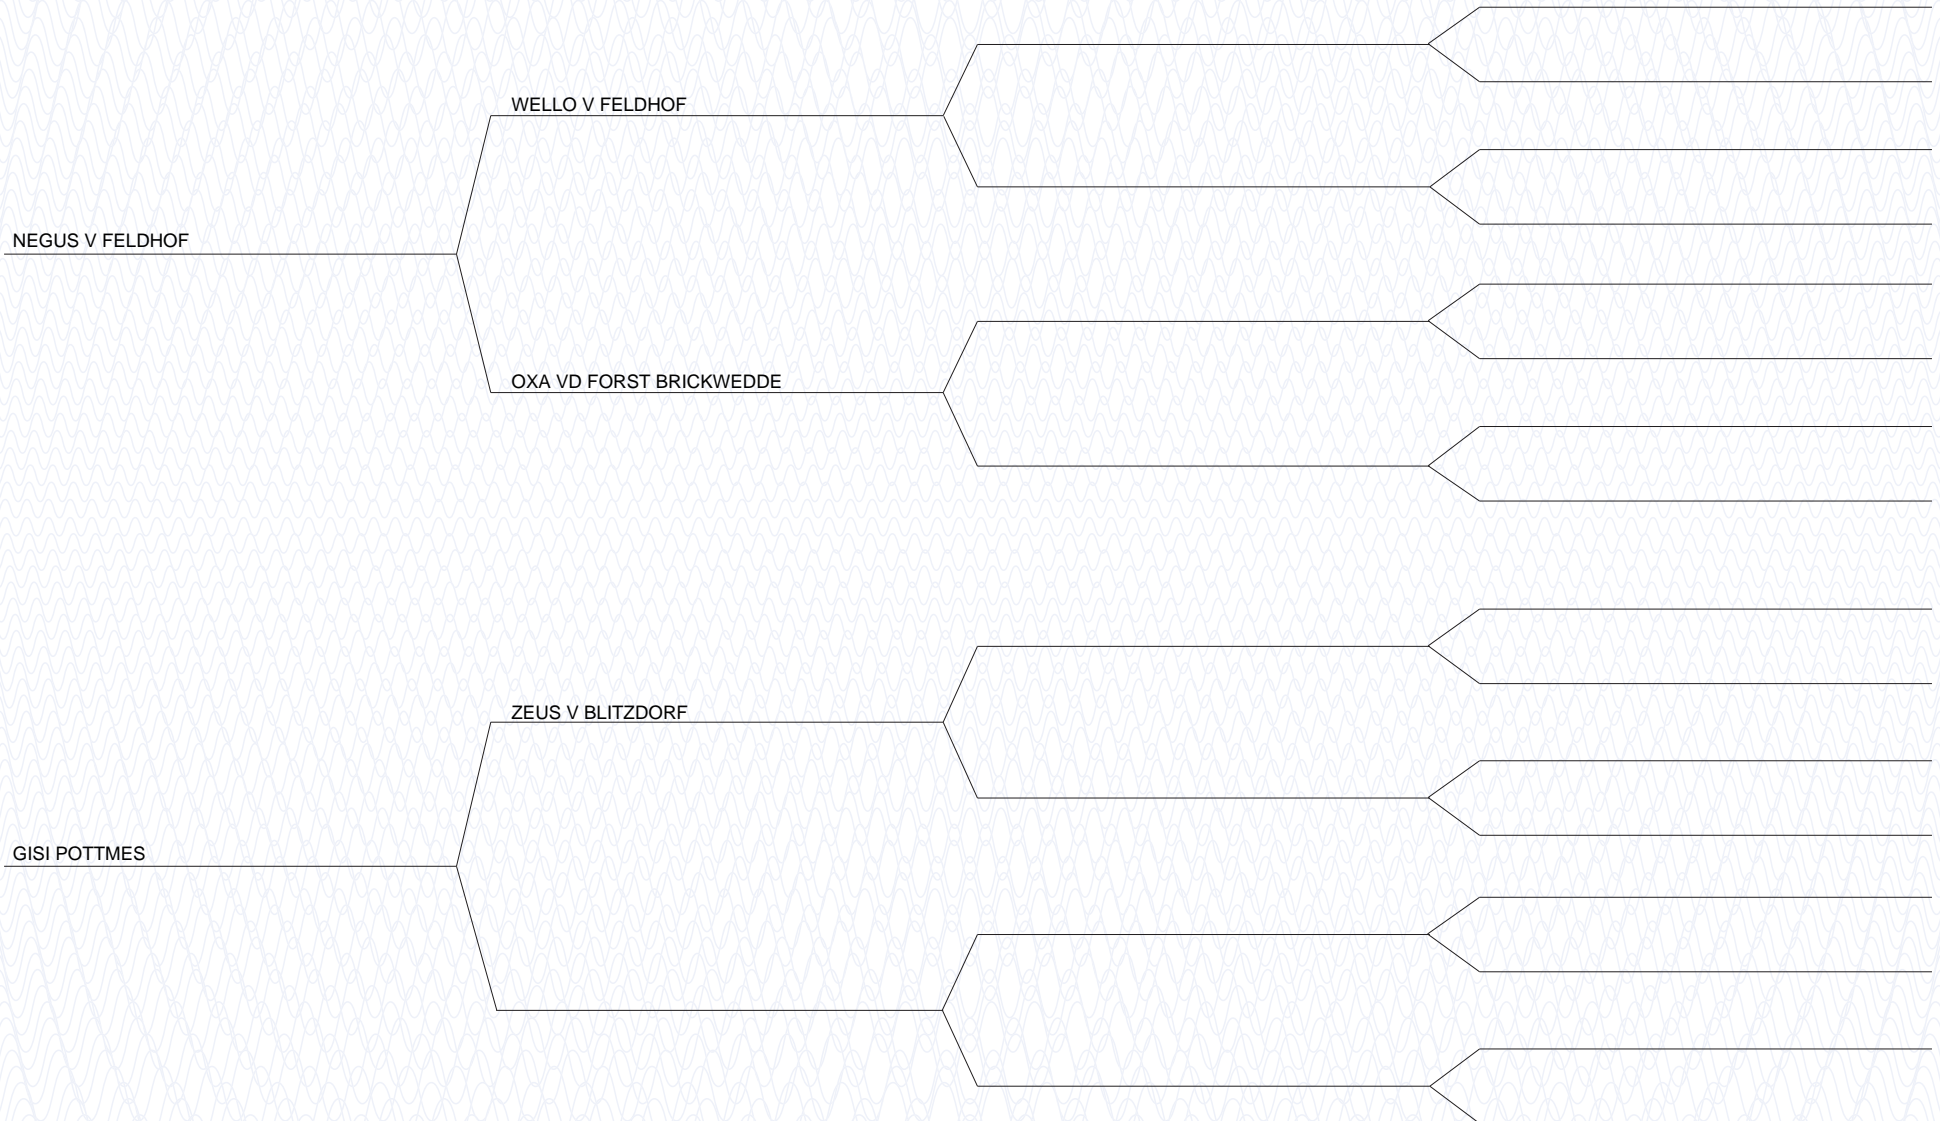 WELLO V FELDHOF
NEGUS V FELDHOF
OXA VD FORST BRICKWEDDE
ZEUS V BLITZDORF
GISI POTTMES